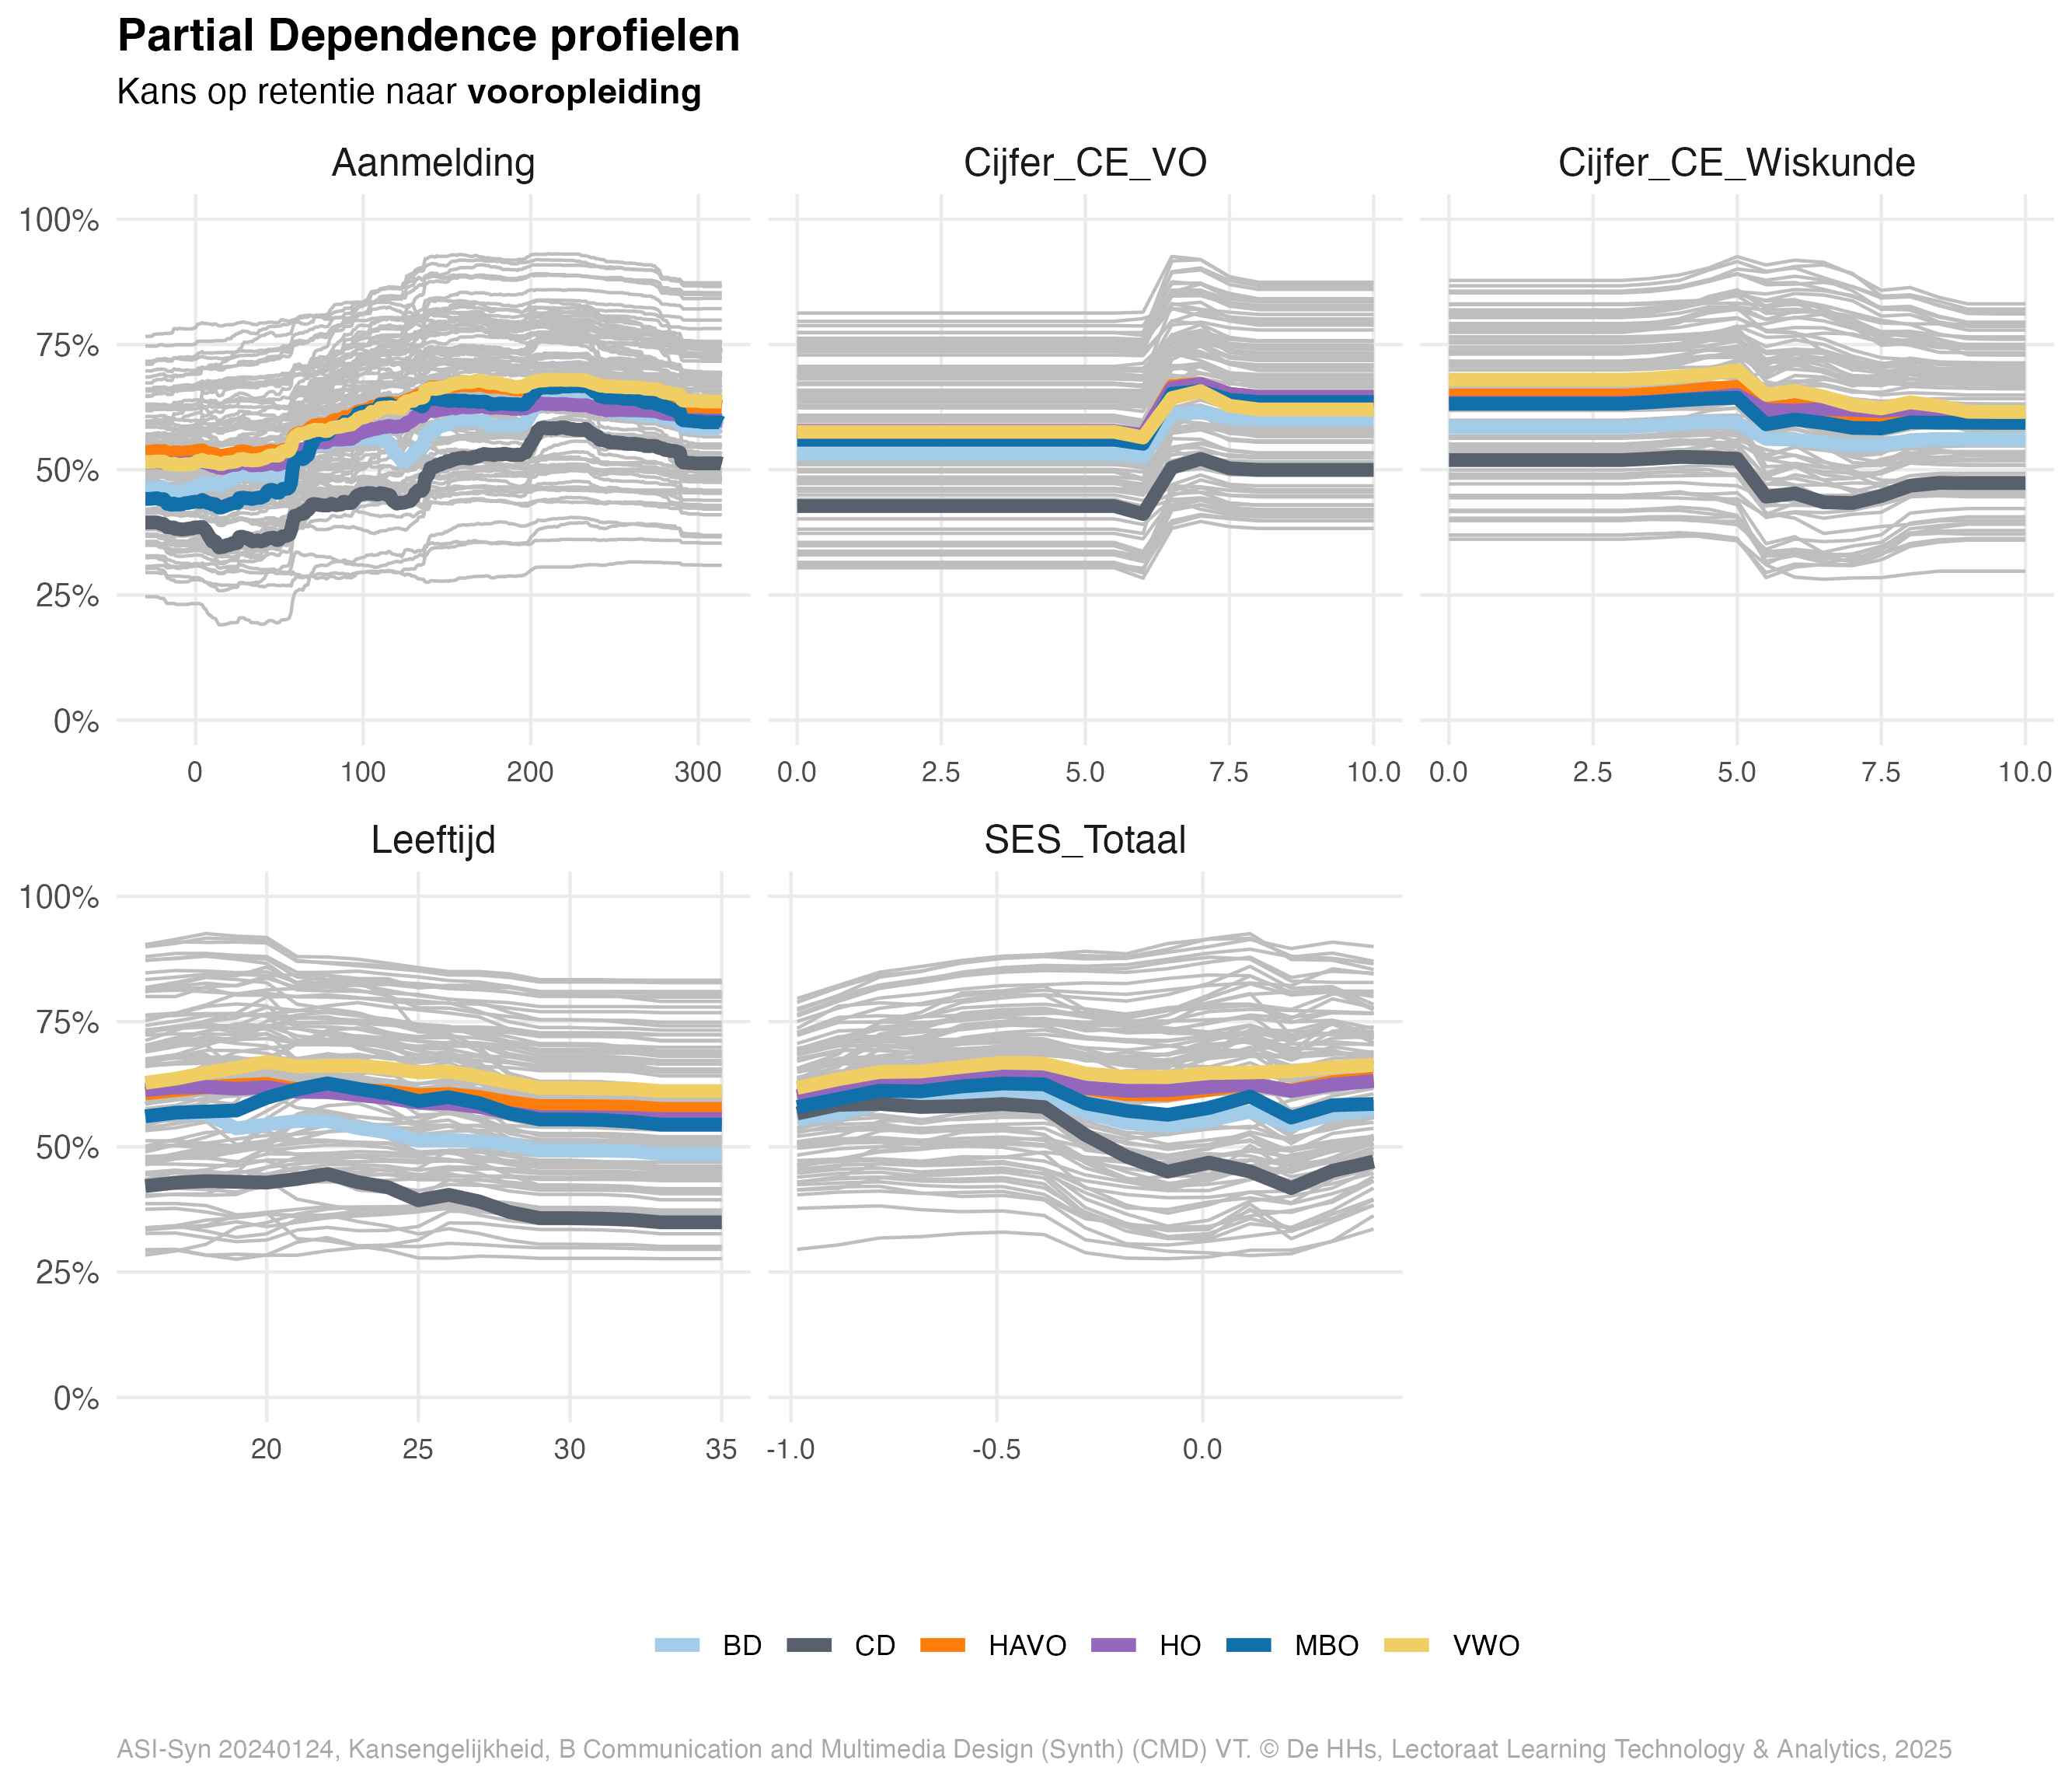 Partial Dependence profielen
Kans op retentie naar vooropleiding
Aanmelding
Cijfer_CE_VO
Cijfer_CE_Wiskunde
100%
75%
50%
25%
0%
0 100 200 300
0.0 2.5 5.0 7.5 10.0
0.0 2.5 5.0 7.5 10.0
Leeftijd
SES_Totaal
100%
75%
50%
25%
0%
20 25 30 35
-1.0 -0.5 0.0
BD CD HAVO HO MBO VWO
ASI-Syn 20240124, Kansengelijkheid, B Communication and Multimedia Design (Synth) (CMD) VT. © De HHs, Lectoraat Learning Technology & Analytics, 2025